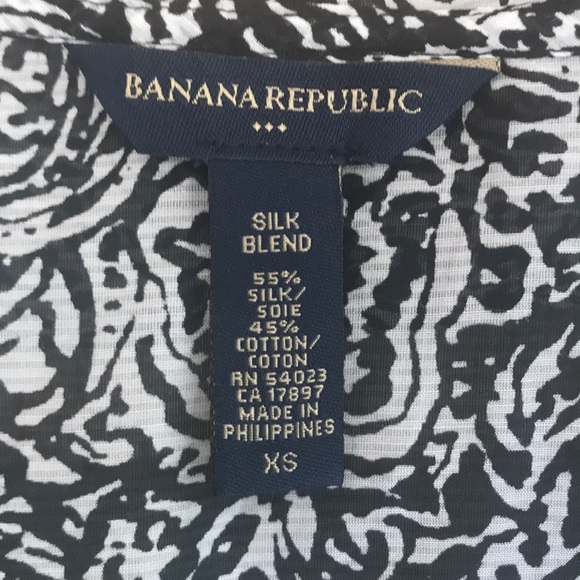 BANANA REPUBLIC
SILK
BLEND
55%
SILK/
SOIE
45%
COTTON/
COTON
RN 54023
CA 17897
MADE IN
PHILIPPINES
XS